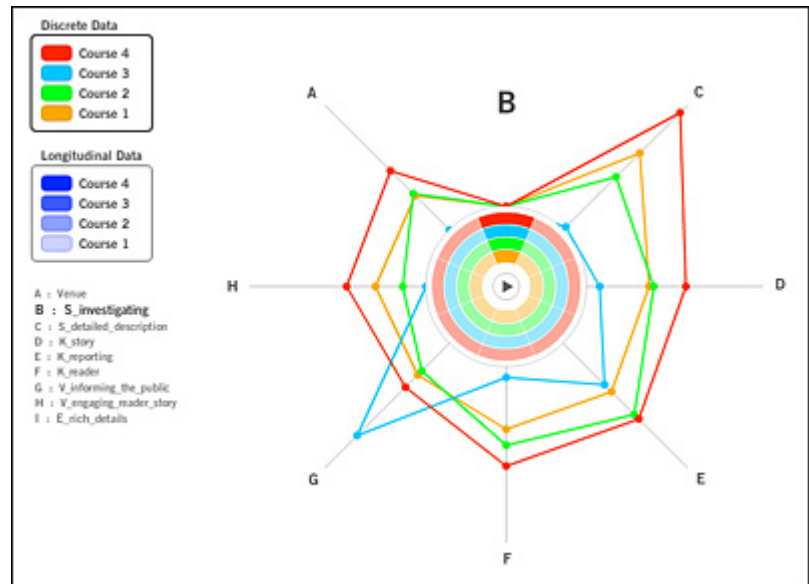 Discrete Data
Course 4
Course 3
Course 2
Course 1
Longitudinal Data
Course 4
Course 3
Course 2
Course 1
A : Venue
B : S_investigating
C : S_detailed_description
D : K_story
E : K_reporting
F : K_reader
G : V_informing_the_public
H : V_engaging_reader_story
I : E_rich_details
A
B
C
H
D
G
E
F